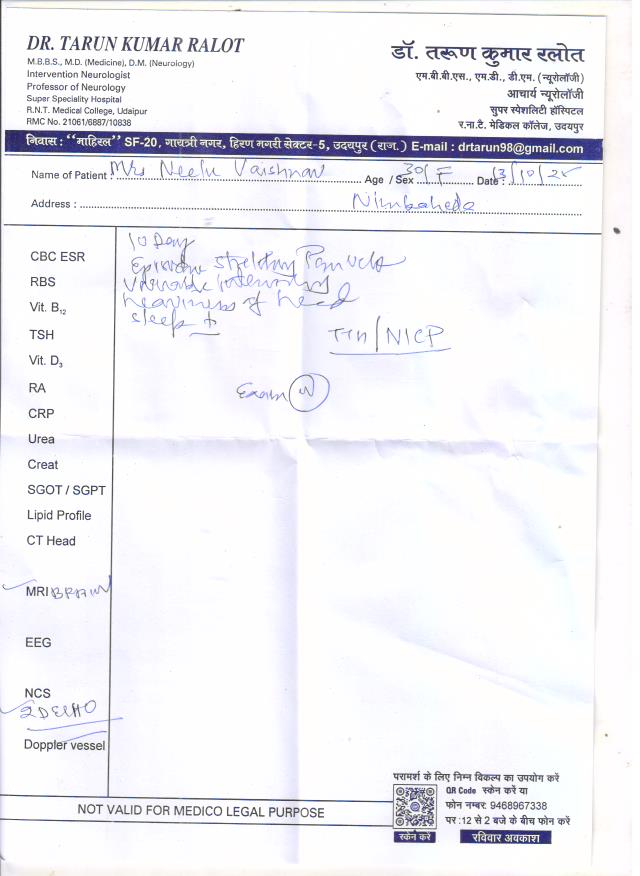 DR. TARUN KUMAR RALOT
M.B.B.S., M.D. (Medicine), D.M. (Neurology)
Intervention Neurologist
Professor of Neurology
Super Speciality Hospital
R.N.T. Medical College, Udaipur
RMC No. 21061/6887/10838
डॉ. तरूण कुमार रलोत
एम.बी.बी.एस., एम.डी., डी.एम. (न्यूरोलॉजी)
आचार्य न्यूरोलॉजी
सुपर स्पेशलिटी हॉस्पिटल
र.ना.टै. मेडिकल कॉलेज, उदयपुर
निवास : "माहिरल" SF-20, गायत्री नगर, हिरण मगरी सेक्टर-5, उदयपुर (राज.) E-mail : drtarun98@gmail.com
Name of Patient : Mrs Neelu Vaishnav Age / Sex 30/F Date : 13/10/25
Address : Nimbaheda
10 Day
heaviness of head
sleep +
TTH/NICP
Exam N
CBC ESR
RBS
Vit. B12
TSH
Vit. D3
RA
CRP
Urea
Creat
SGOT / SGPT
Lipid Profile
CT Head
MRI BRAIN
EEG
NCS
2D ECHO
Doppler vessel
NOT VALID FOR MEDICO LEGAL PURPOSE
परामर्श के लिए निम्न विकल्प का उपयोग करें
QR Code स्केन करें या
फोन नम्बर: 9468967338
पर :12 से 2 बजे के बीच फोन करें
स्केन करें
रविवार अवकाश